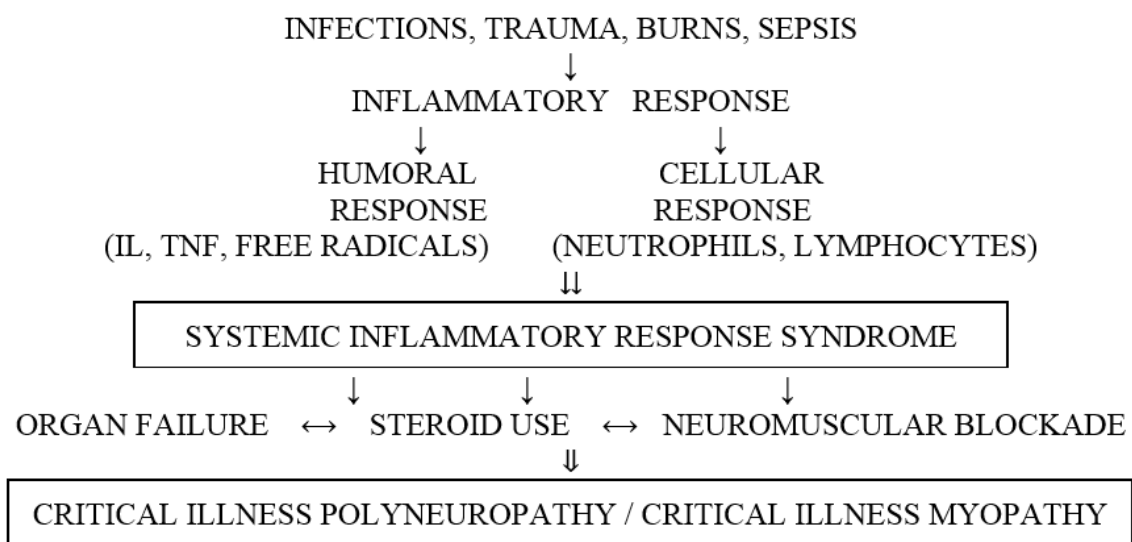 INFECTIONS, TRAUMA, BURNS, SEPSIS
↓
INFLAMMATORY RESPONSE
↓ ↓
HUMORAL CELLULAR
RESPONSE RESPONSE
(IL, TNF, FREE RADICALS) (NEUTROPHILS, LYMPHOCYTES)
⇊
SYSTEMIC INFLAMMATORY RESPONSE SYNDROME
↓ ↓ ↓
ORGAN FAILURE ↔ STEROID USE ↔ NEUROMUSCULAR BLOCKADE
⇓
CRITICAL ILLNESS POLYNEUROPATHY / CRITICAL ILLNESS MYOPATHY